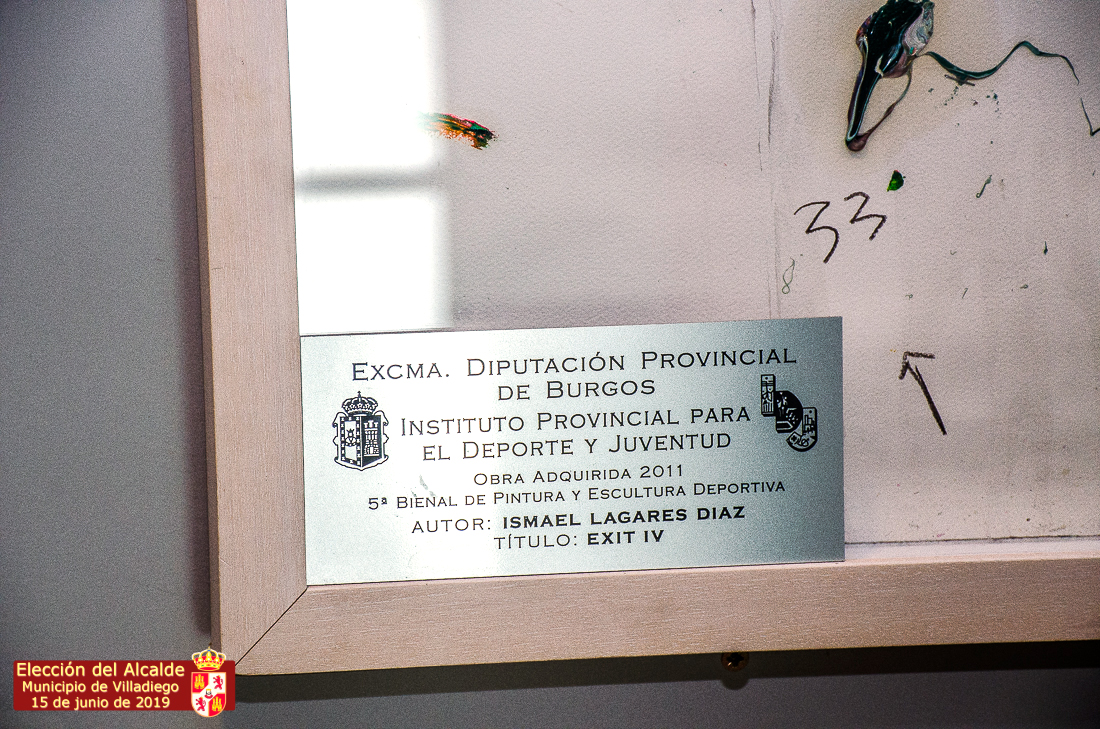 33
8
EXCMA. DIPUTACIÓN PROVINCIAL
DE BURGOS
INSTITUTO PROVINCIAL PARA
EL DEPORTE Y JUVENTUD
OBRA ADQUIRIDA 2011
5ª BIENAL DE PINTURA Y ESCULTURA DEPORTIVA
AUTOR: ISMAEL LAGARES DIAZ
TÍTULO: EXIT IV
Elección del Alcalde
Municipio de Villadiego
15 de junio de 2019